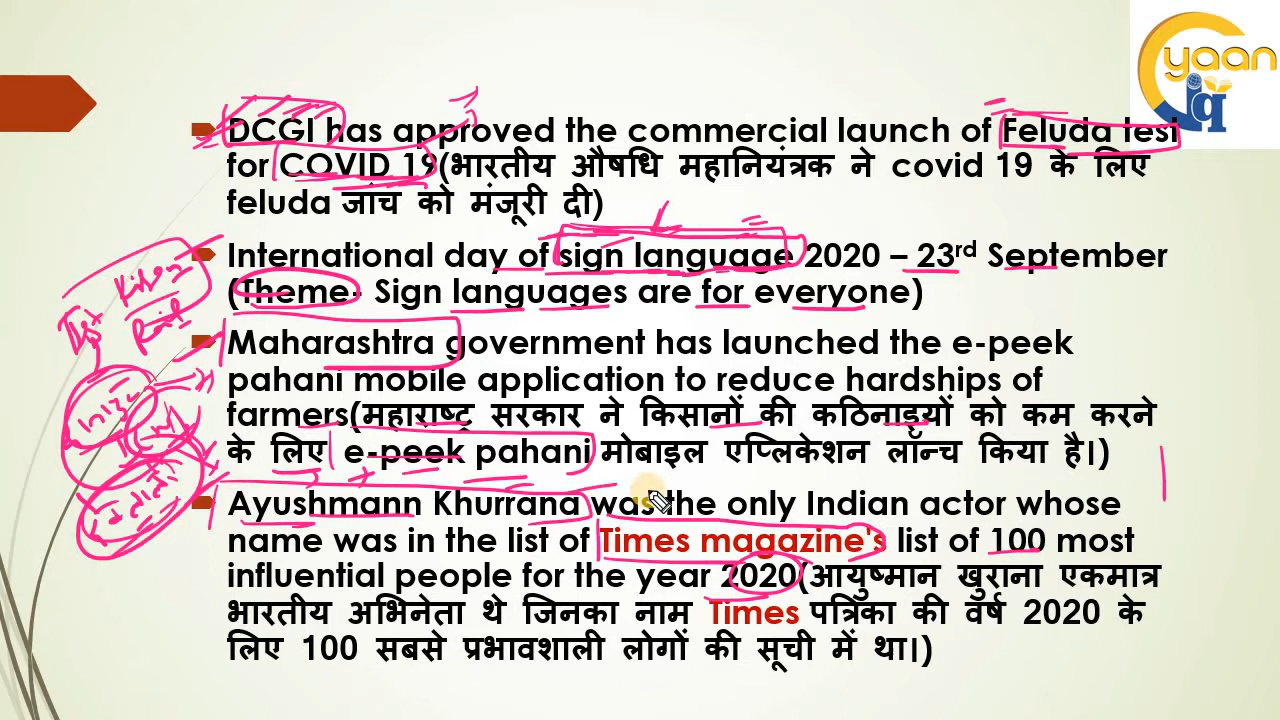 Gyaan
iq
DCGI has approved the commercial launch of Feluda test
for COVID 19(भारतीय औषधि महानियंत्रक ने covid 19 के लिए
feluda जांच को मंजूरी दी)
International day of sign language 2020 – 23rd September
(Theme- Sign languages are for everyone)
Maharashtra government has launched the e-peek
pahani mobile application to reduce hardships of
farmers(महाराष्ट्र सरकार ने किसानों की कठिनाइयों को कम करने
के लिए e-peek pahani मोबाइल एप्लिकेशन लॉन्च किया है।)
Ayushmann Khurrana was the only Indian actor whose
name was in the list of Times magazine's list of 100 most
influential people for the year 2020(आयुष्मान खुराना एकमात्र
भारतीय अभिनेता थे जिनका नाम Times पत्रिका की वर्ष 2020 के
लिए 100 सबसे प्रभावशाली लोगों की सूची में था।)